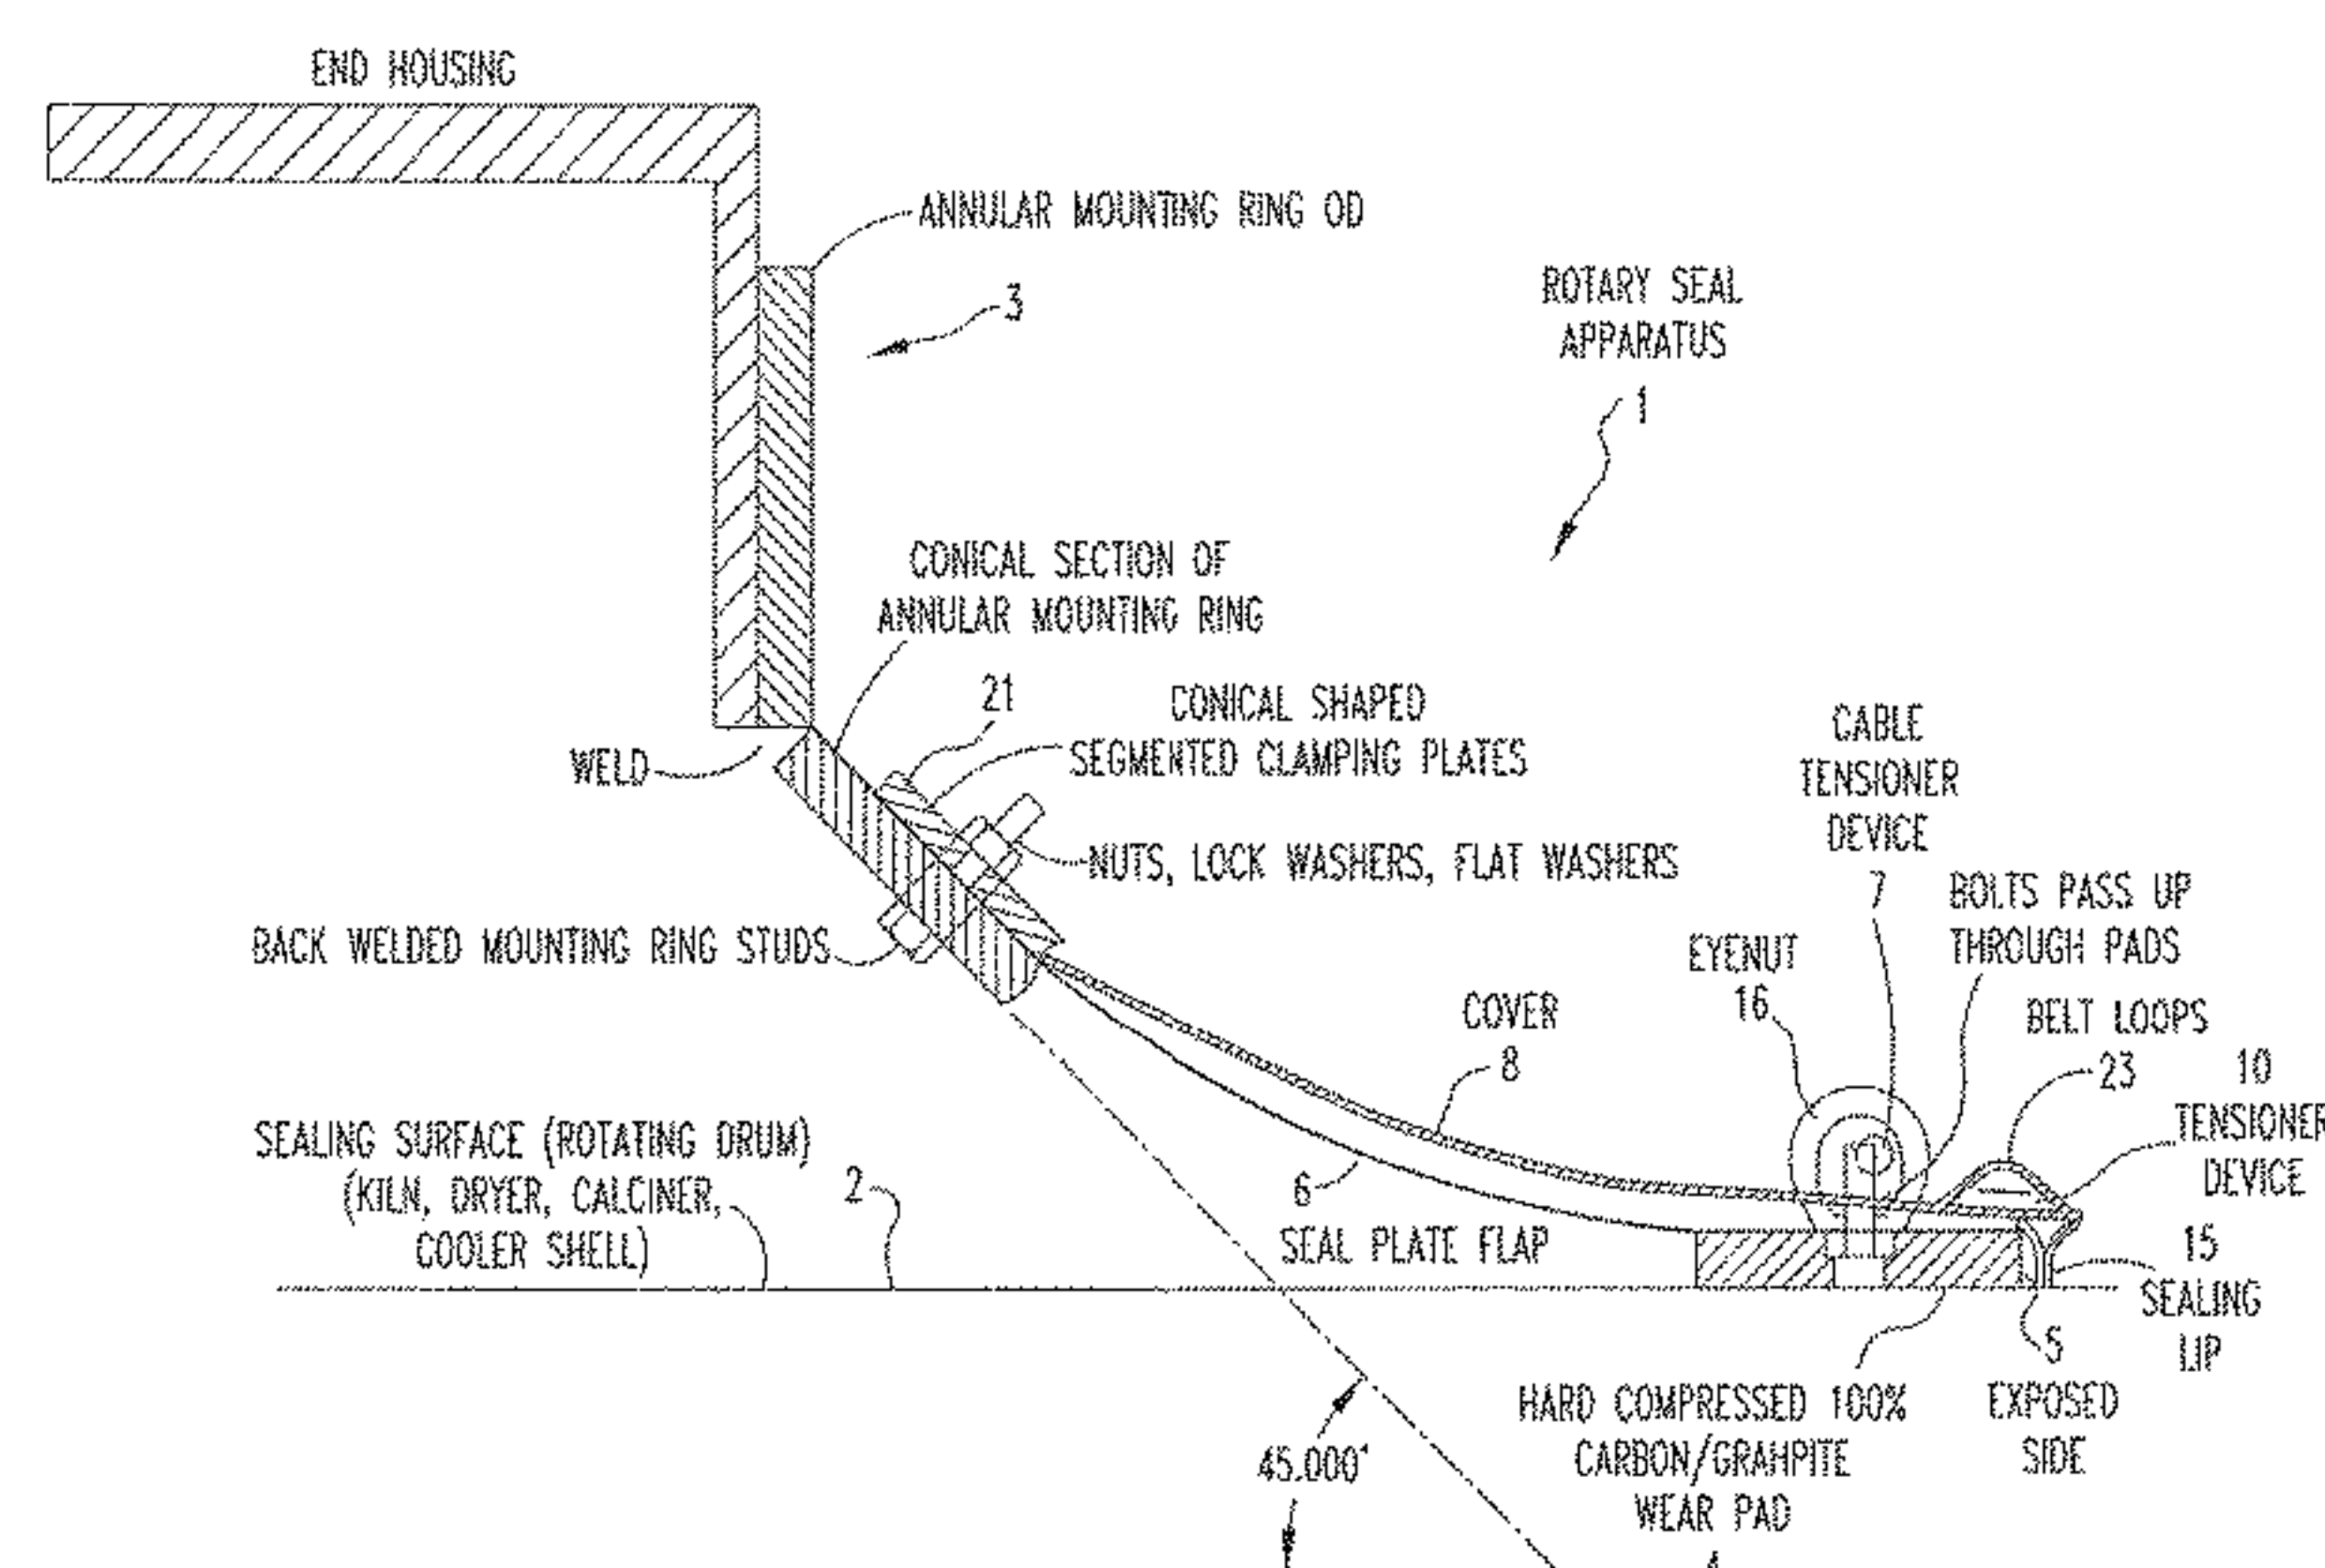 END HOUSING
ANNULAR MOUNTING RING OD
3
ROTARY SEAL
APPARATUS
1
CONICAL SECTION OF
ANNULAR MOUNTING RING
21
CONICAL SHAPED
SEGMENTED CLAMPING PLATES
WELD
NUTS, LOCK WASHERS, FLAT WASHERS
BACK WELDED MOUNTING RING STUDS
CABLE
TENSIONER
DEVICE
7
BOLTS PASS UP
THROUGH PADS
EYENUT
16
BELT LOOPS
23
10
TENSIONER
DEVICE
COVER
8
SEALING SURFACE (ROTATING DRUM)
(KILN, DRYER, CALCINER,
COOLER SHELL)
2
6
SEAL PLATE FLAP
15
SEALING
LIP
5
EXPOSED
SIDE
HARD COMPRESSED 100%
CARBON/GRAHPITE
WEAR PAD
4
45.000°